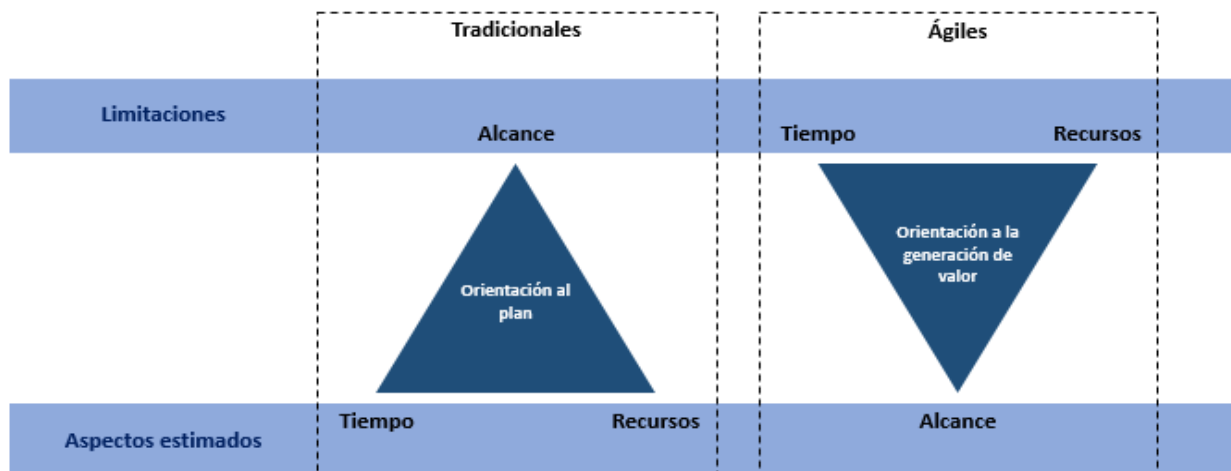 Tradicionales
Ágiles
Limitaciones
Alcance
Tiempo
Recursos
Orientación al
plan
Orientación a la
generación de
valor
Tiempo
Recursos
Alcance
Aspectos estimados